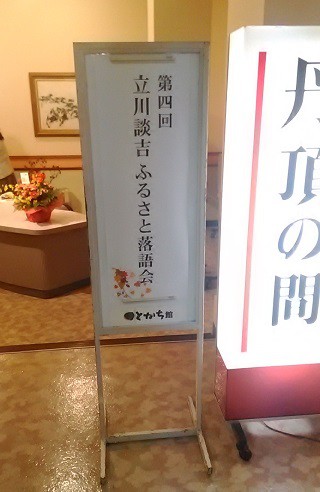 第四回
立川談吉 ふるさと落語会
とかち館
丹頂の間